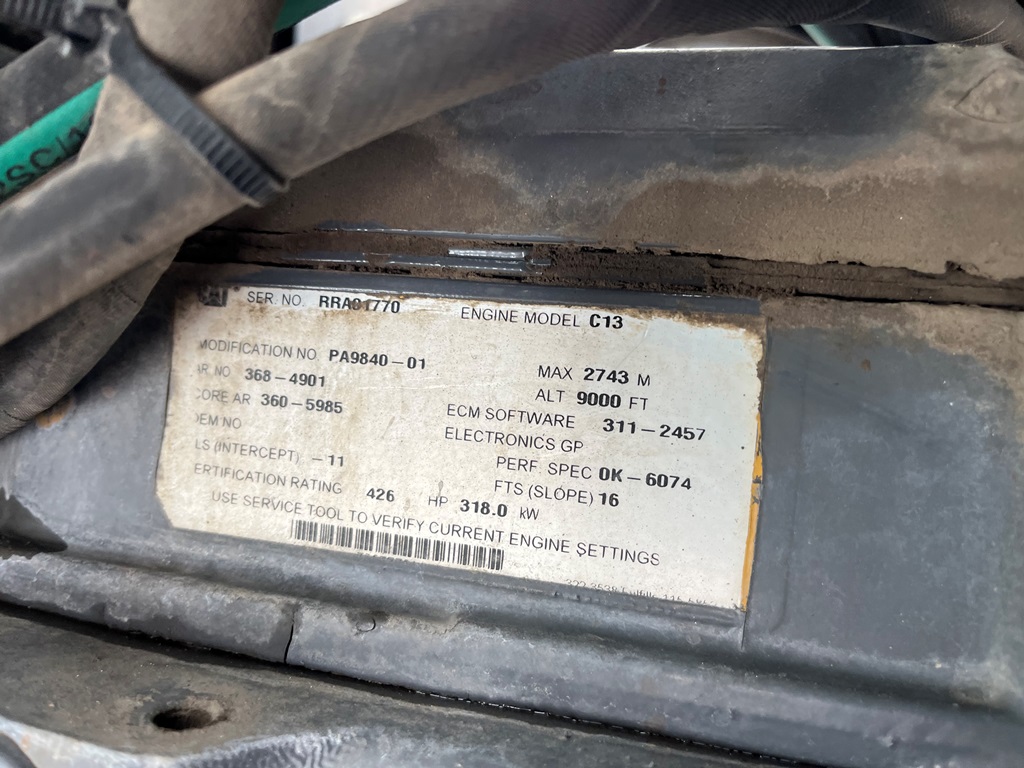 SER. NO. RRA01770 ENGINE MODEL C13
MODIFICATION NO PA9840-01
MAX 2743 M
AR NO 368-4901
ALT 9000 FT
CORE AR 360-5985
ECM SOFTWARE 311-2457
OEM NO
ELECTRONICS GP
LS (INTERCEPT) -11
PERF. SPEC 0K-6074
FTS (SLOPE) 16
CERTIFICATION RATING 426 HP 318.0 kW
USE SERVICE TOOL TO VERIFY CURRENT ENGINE SETTINGS